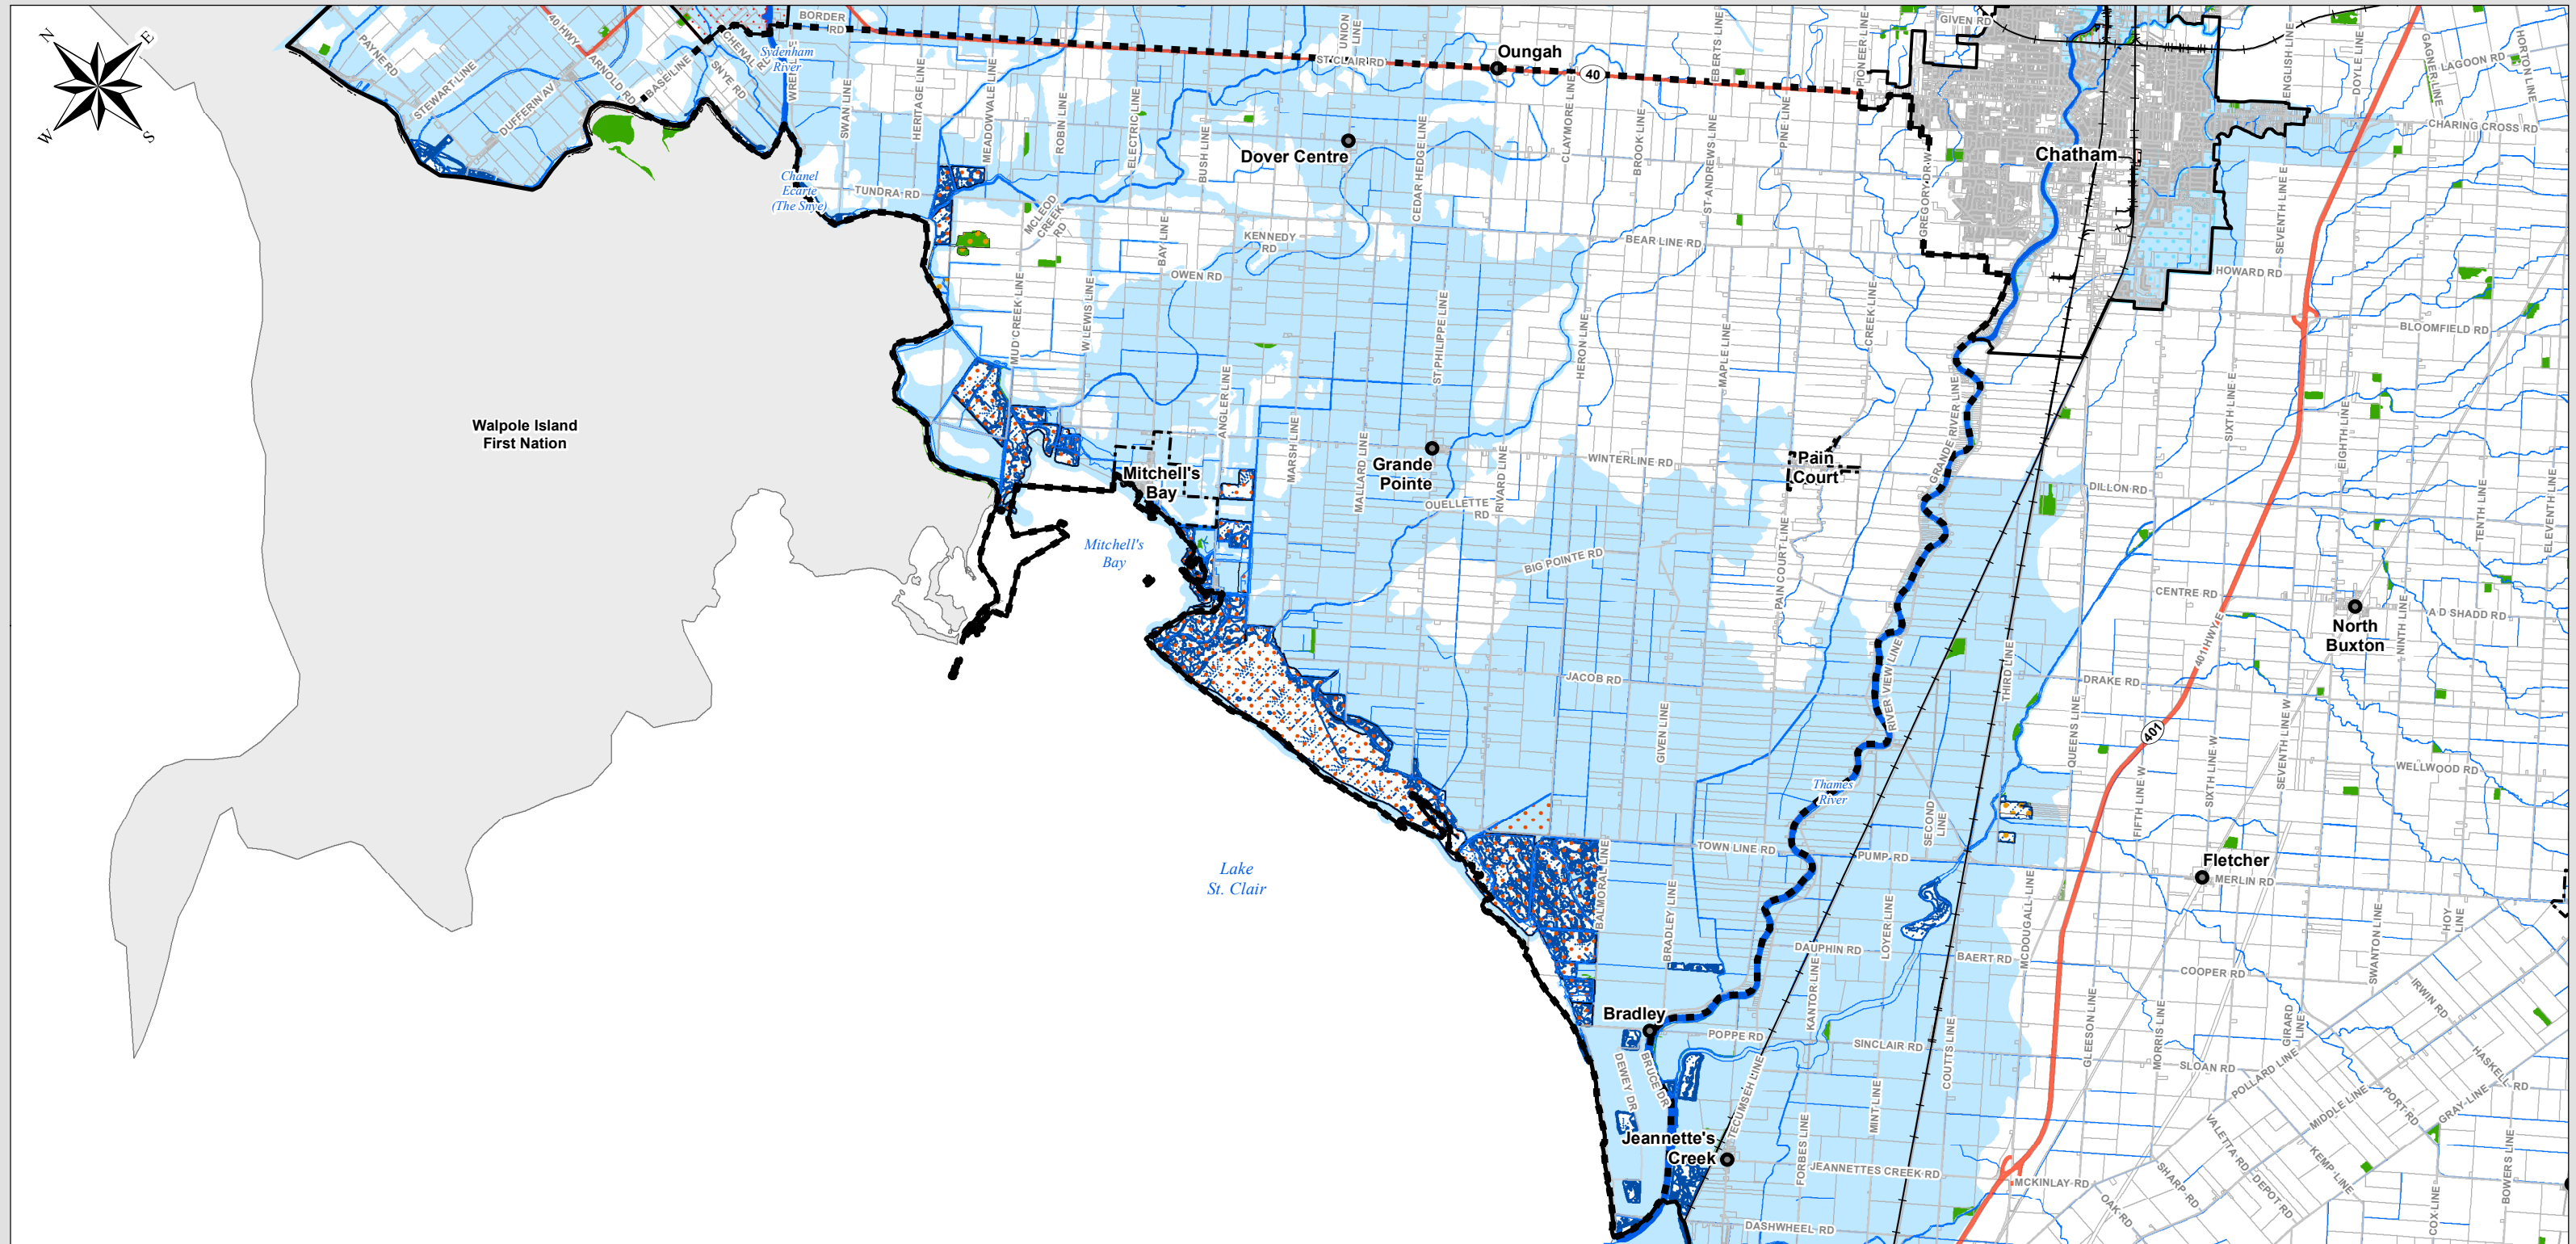 N
E
W
S
BORDER
RD
40 HWY
PAYNE RD
STEWART LINE
DUFFERIN AV
ARNOLD RD
BASE LINE
SNYE RD
Sydenham
River
SWAN LINE
HERITAGE LINE
MEADOWVALE LINE
ROBIN LINE
ELECTRIC LINE
BUSH LINE
UNION
LINE
ST CLAIR RD
Oungah
40
CLAYMORE LINE
BROOK LINE
EBERTS LINE
ST ANDREWS LINE
PINE LINE
PIONEER LINE
GIVEN RD
GREGORY DR W
Chatham
ENGLISH LINE
DOYLE LINE
GAGNER LINE
LAGOON RD
HORTON LINE
CHARING CROSS RD
Dover Centre
CEDAR HEDGE LINE
Chanel
Ecarte
(The Snye)
TUNDRA RD
MCLEOD
CREEK
RD
BAY LINE
KENNEDY
RD
OWEN RD
BEAR LINE RD
SEVENTH LINE E
HOWARD RD
BLOOMFIELD RD
MUD CREEK LINE
W LEWIS LINE
ANGLER LINE
MARSH LINE
MALLARD LINE
ST PHILIPPE LINE
HERON LINE
MAPLE LINE
CREEK LINE
GRANDE RIVER LINE
SIXTH LINE E
EIGHTH LINE
Walpole Island
First Nation
Mitchell's
Bay
Grande
Pointe
RIVARD LINE
WINTERLINE RD
Pain
Court
DILLON RD
TENTH LINE
ELEVENTH LINE
OUELLETTE
RD
Mitchell's
Bay
BIG POINTE RD
PAIN COURT LINE
CENTRE RD
401 HWY E
North
Buxton
NINTH LINE
A D SHADD RD
JACOB RD
GIVEN LINE
RIVER VIEW LINE
THIRD LINE
QUEENS LINE
DRAKE RD
401
SIXTH LINE W
SEVENTH LINE W
WELLWOOD RD
Thames
River
SECOND
LINE
FIFTH LINE W
Lake
St. Clair
TOWN LINE RD
PUMP RD
Fletcher
MERLIN RD
BALMORAL LINE
BRADLEY LINE
DAUPHIN RD
LOYER LINE
BAERT RD
MCDOUGALL LINE
COOPER RD
SWANTON LINE
HOY
LINE
IRWIN RD
Bradley
KANTOR LINE
POPPE RD
SINCLAIR RD
COUTTS LINE
GLEESON LINE
MORRIS LINE
GIRARD
LINE
SLOAN RD
POLLARD LINE
HASKELL RD
DEWEY DR
BRUCE DR
TECUMSEH LINE
MIDDLE LINE
PORT RD
GRAY LINE
Jeannette's
Creek
FORBES LINE
MINT LINE
JEANNETTES CREEK RD
MCKINLAY RD
VALETTA RD
DEPOT RD
KEMP LINE
SHARP RD
OAK RD
COX LINE
BOWERS LINE
DASHWHEEL RD